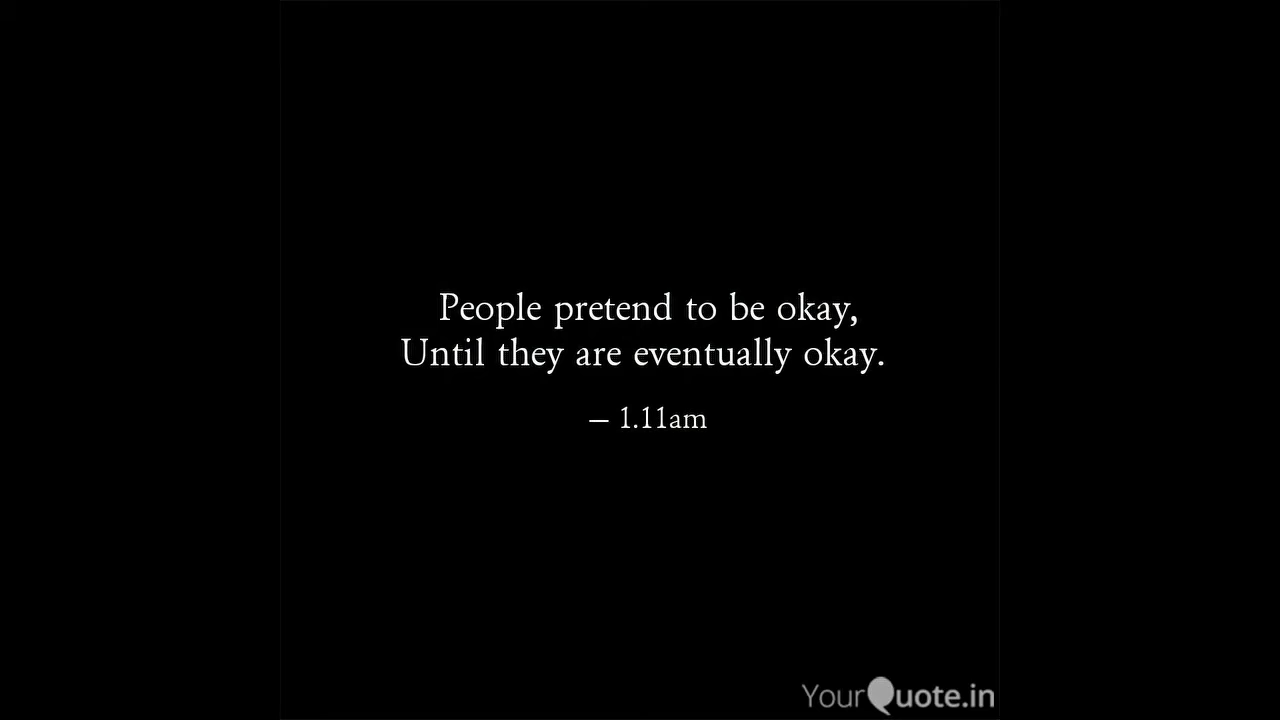 People pretend to be okay,
Until they are eventually okay.
– 1.11am
YourQuote.in